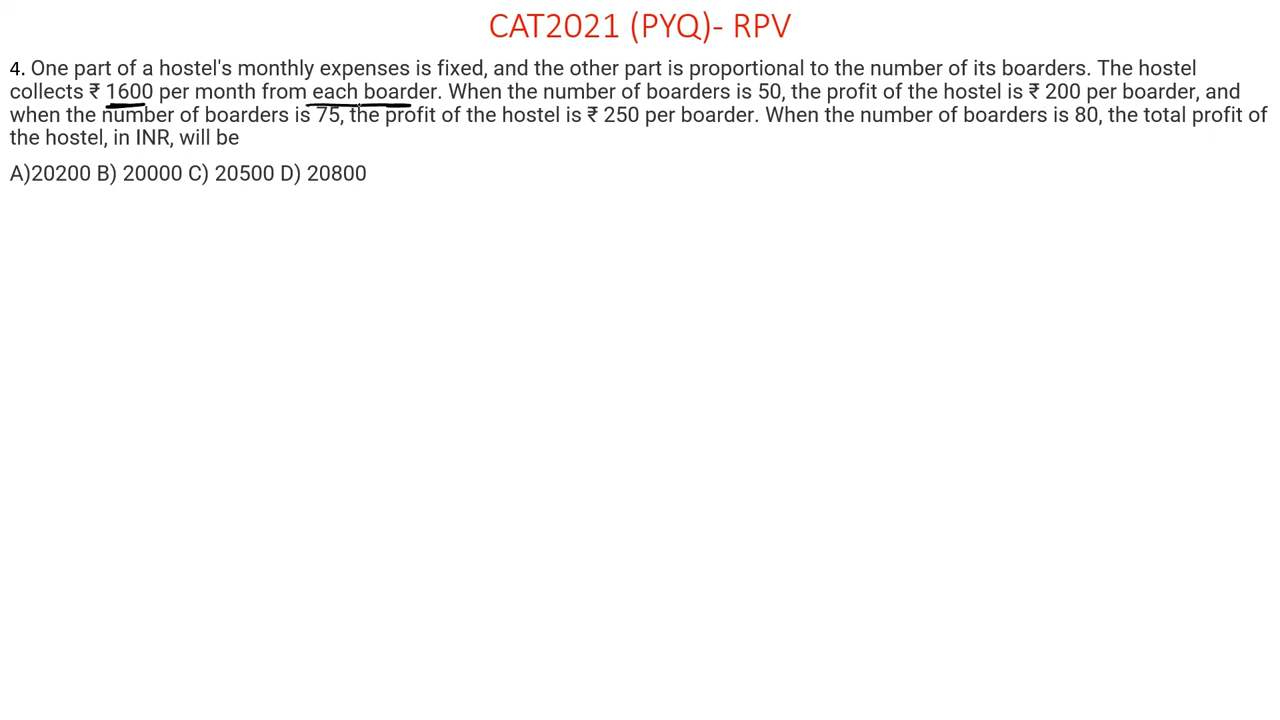 CAT2021 (PYQ)- RPV
4. One part of a hostel's monthly expenses is fixed, and the other part is proportional to the number of its boarders. The hostel
collects ₹ 1600 per month from each boarder. When the number of boarders is 50, the profit of the hostel is ₹ 200 per boarder, and
when the number of boarders is 75, the profit of the hostel is ₹ 250 per boarder. When the number of boarders is 80, the total profit of
the hostel, in INR, will be
A)20200 B) 20000 C) 20500 D) 20800